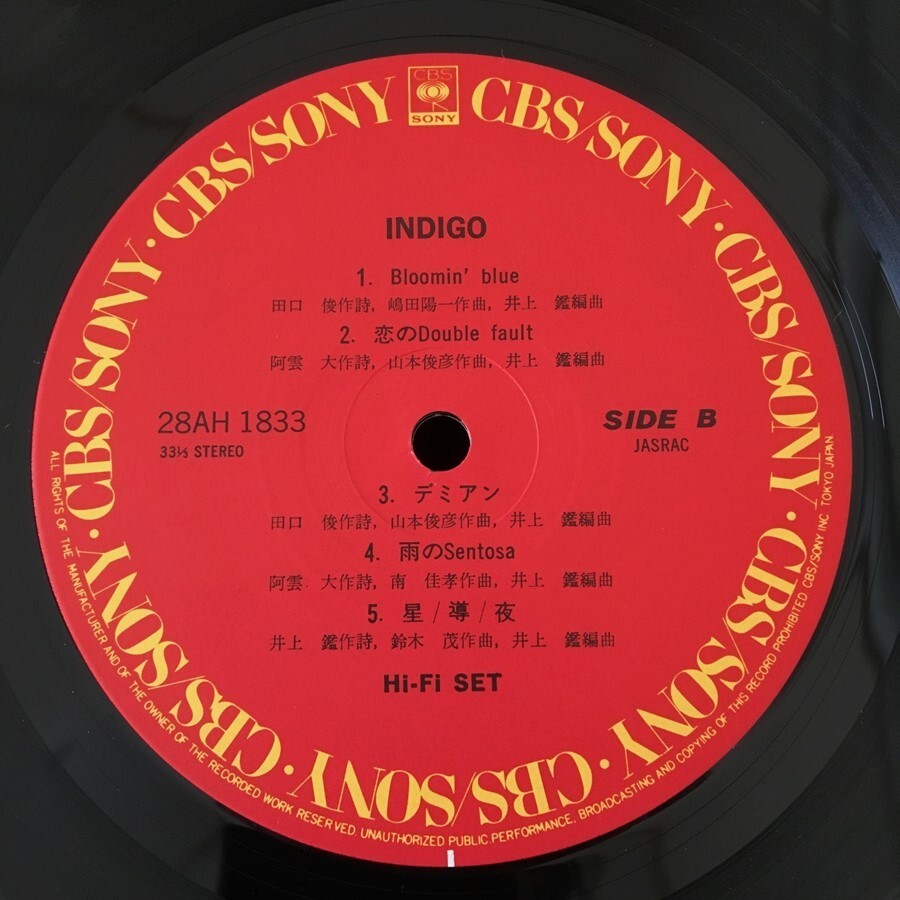 CBS
SONY
CBS/SONY · CBS/SONY · CBS/SONY · CBS/SONY · CBS/SONY · CBS/SONY · CBS/SONY · CBS/SONY
INDIGO
1. Bloomin' blue
田口 俊作詩, 嶋田陽一作曲, 井上 鑑編曲
2. 恋のDouble fault
阿雲 大作詩, 山本俊彦作曲, 井上 鑑編曲
28AH 1833
33⅓ STEREO
SIDE B
JASRAC
3. デミアン
田口 俊作詩, 山本俊彦作曲, 井上 鑑編曲
4. 雨のSentosa
阿雲 大作詩, 南 佳孝作曲, 井上 鑑編曲
5. 星/導/夜
井上 鑑作詩, 鈴木 茂作曲, 井上 鑑編曲
Hi-Fi SET
ALL RIGHTS OF THE MANUFACTURER AND OF THE OWNER OF THE RECORDED WORK RESERVED. UNAUTHORIZED PUBLIC PERFORMANCE, BROADCASTING AND COPYING OF THIS RECORD PROHIBITED CBS/SONY INC. TOKYO JAPAN